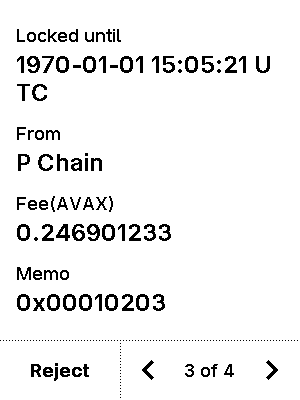 Locked until
1970-01-01 15:05:21 U
TC
From
P Chain
Fee(AVAX)
0.246901233
Memo
0x00010203
Reject
3 of 4